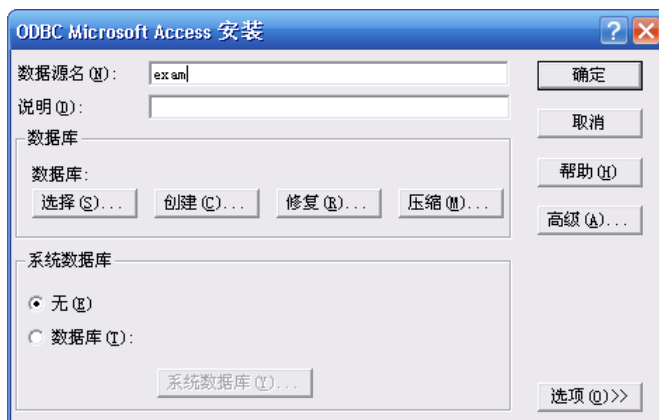 ODBC Microsoft Access 安装
数据源名(N): exam
确定
说明(D):
取消
数据库
数据库:
帮助(H)
选择(S)... 创建(C)... 修复(R)... 压缩(M)...
高级(A)...
系统数据库
无(E)
数据库(T):
系统数据库(Y)...
选项(O)>>